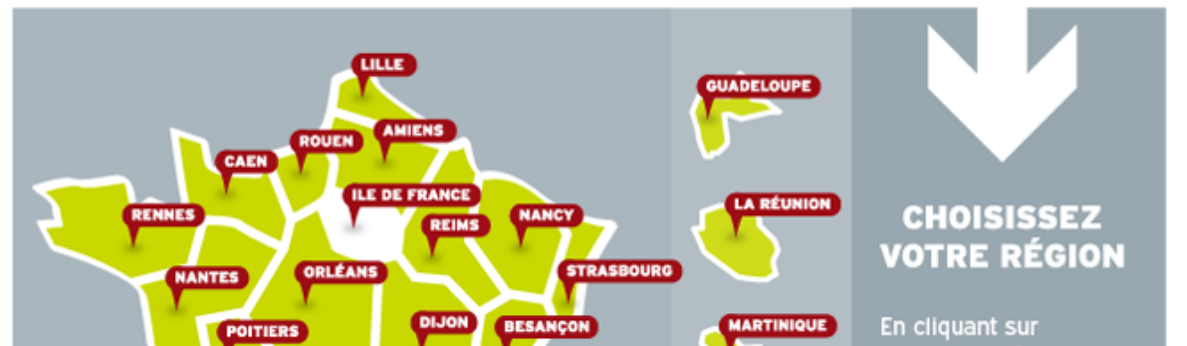 LILLE
GUADELOUPE
AMIENS
ROUEN
CAEN
ILE DE FRANCE
LA RÉUNION
RENNES
REIMS
NANCY
CHOISISSEZ
VOTRE RÉGION
NANTES
ORLÉANS
STRASBOURG
POITIERS
DIJON
BESANÇON
MARTINIQUE
En cliquant sur